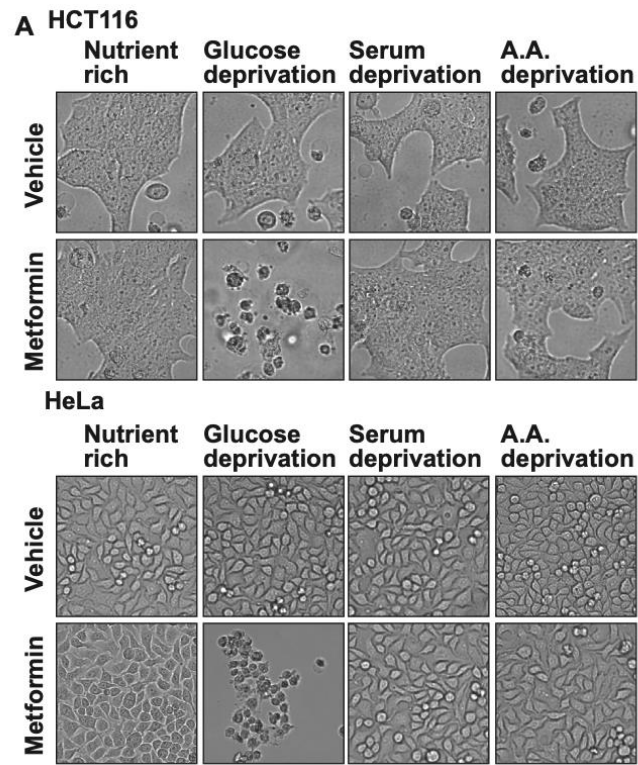 A HCT116
Nutrient rich
Glucose deprivation
Serum deprivation
A.A. deprivation
Vehicle
Metformin
HeLa
Nutrient rich
Glucose deprivation
Serum deprivation
A.A. deprivation
Vehicle
Metformin